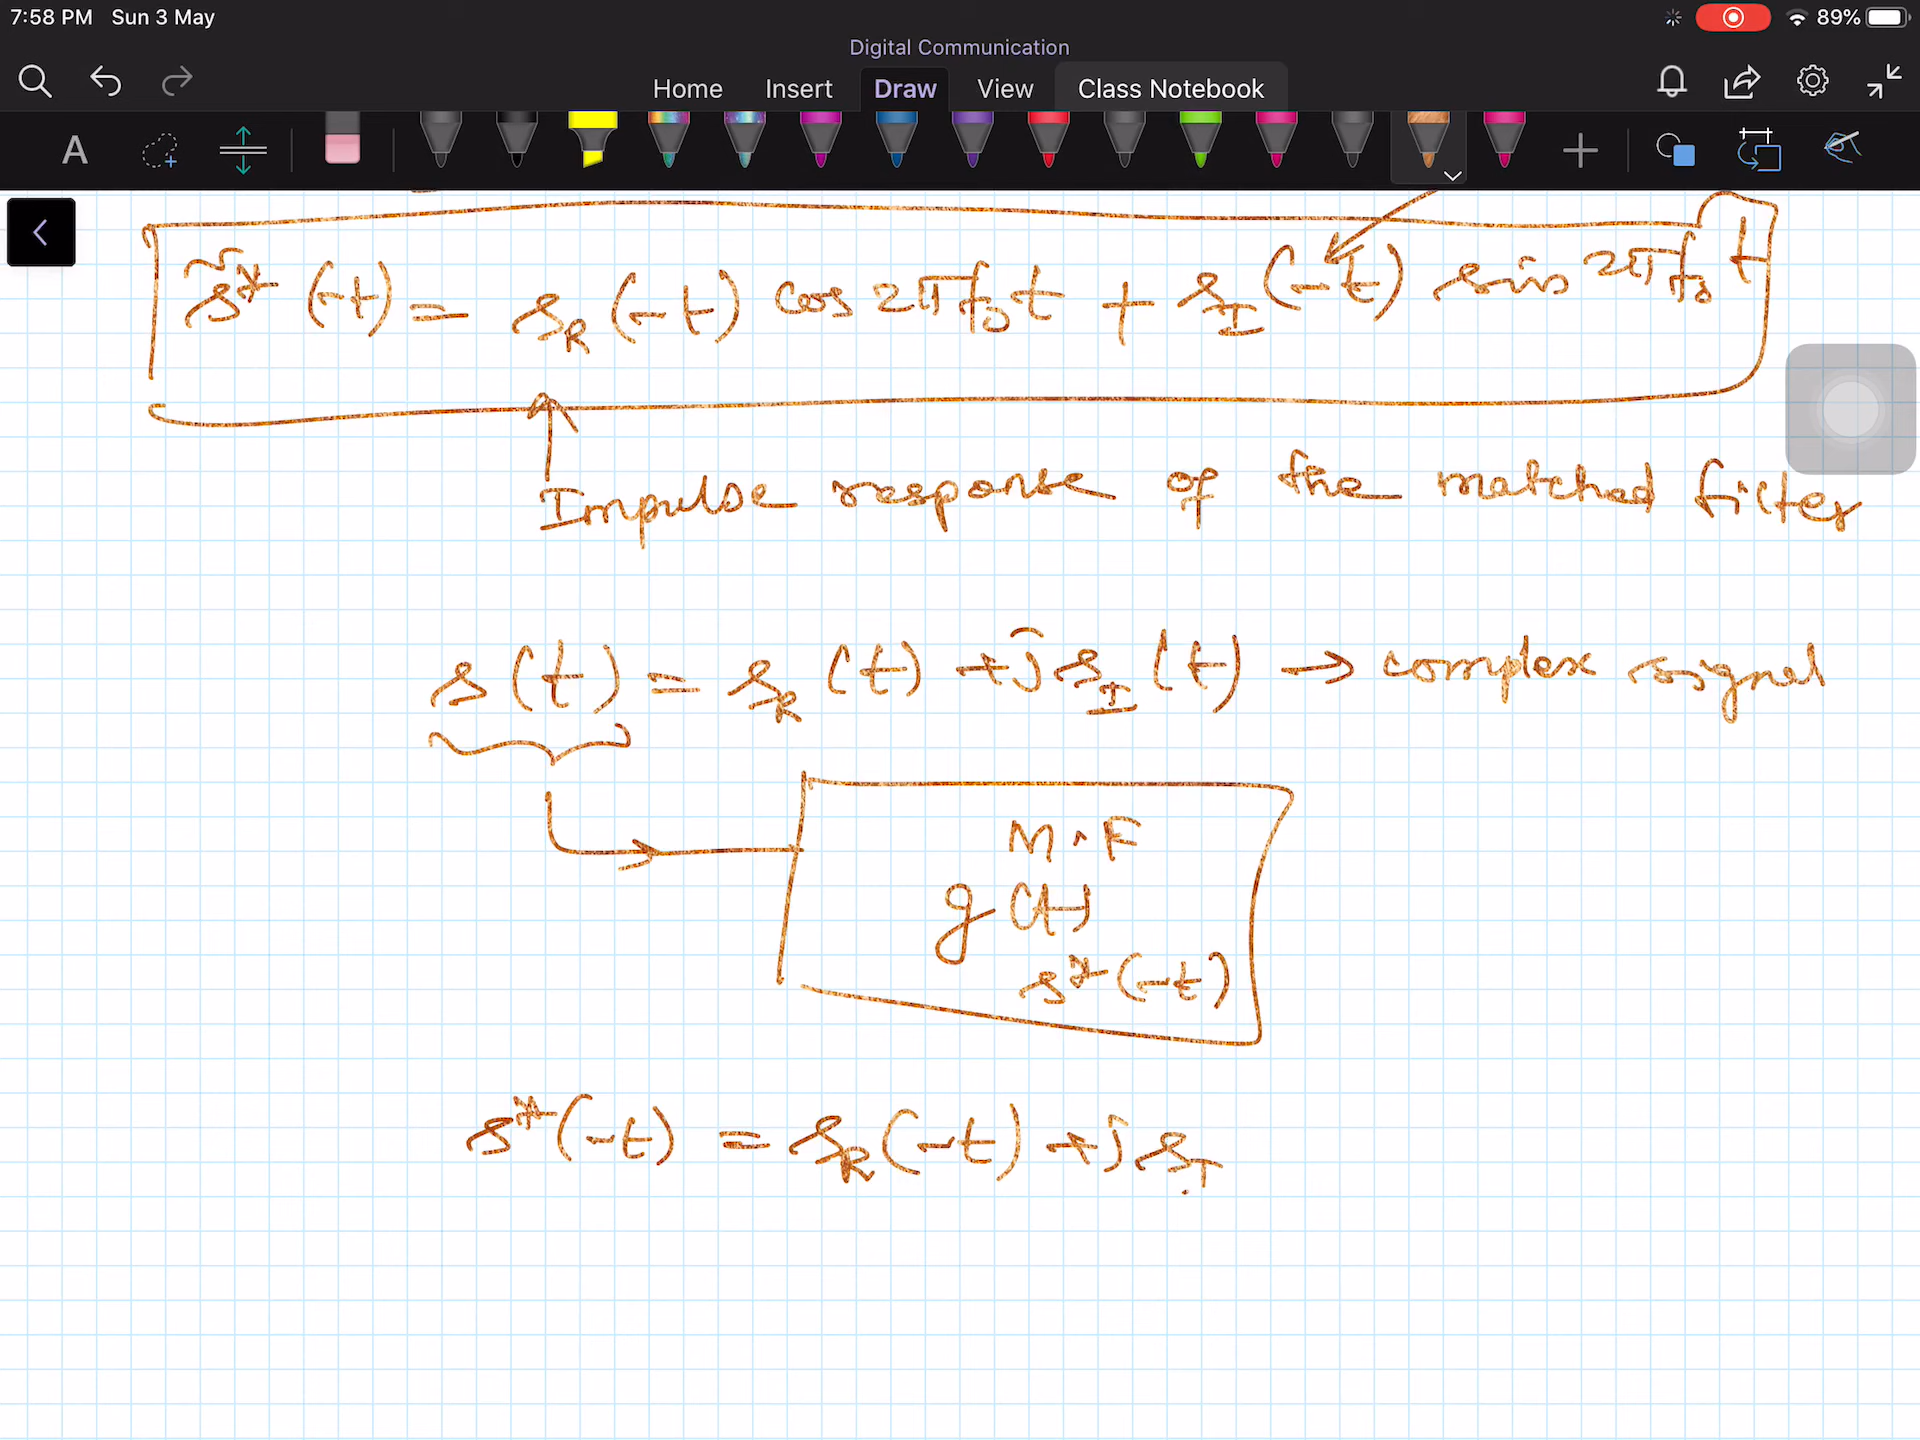 7:58 PM Sun 3 May 89%
Digital Communication
Home Insert Draw View Class Notebook
A
s̃*(-t) = s_R(-t) cos 2πf₀t + s_I(-t) sin 2πf₀t
Impulse response of the matched filter
s(t) = s_R(t) + j s_I(t) → complex signal
M.F
g(t)
s*(-t)
s*(-t) = s_R(-t) + j s_I